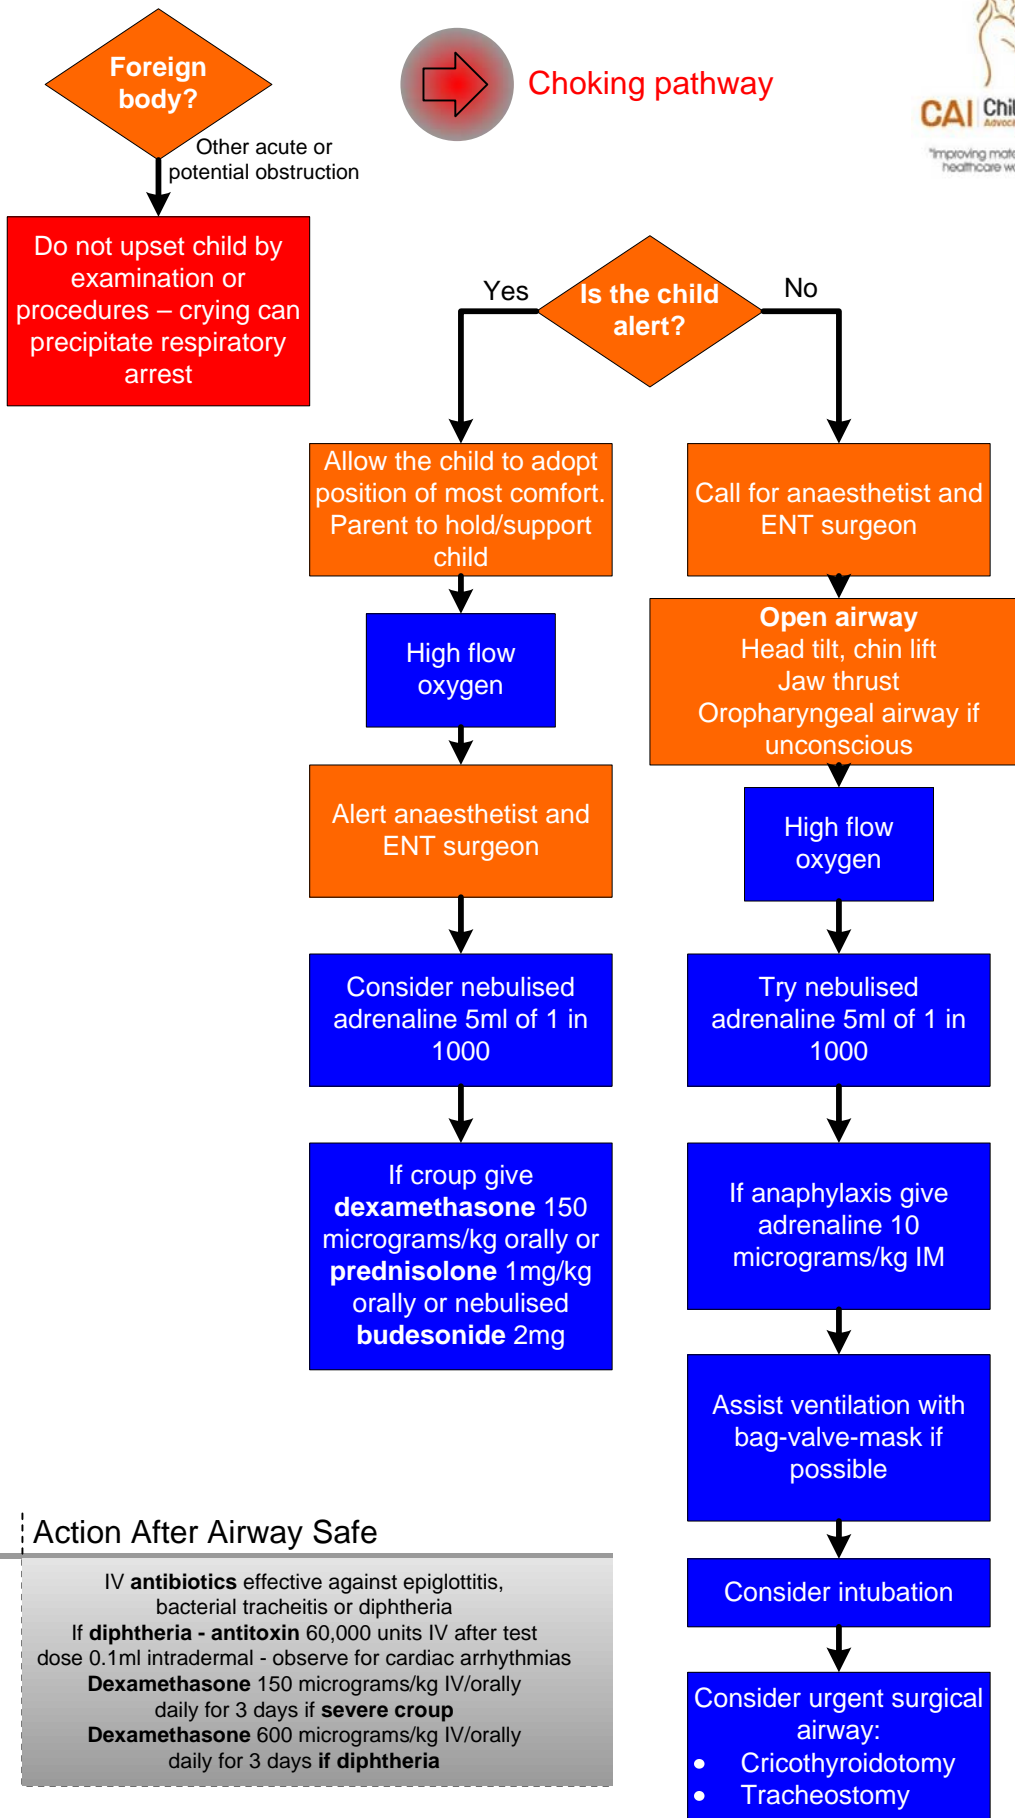 Foreign
body?
Choking pathway
CAI
Other acute or
potential obstruction
Do not upset child by
examination or
procedures – crying can
precipitate respiratory
arrest
Yes
Is the child
alert?
No
Allow the child to adopt
position of most comfort.
Parent to hold/support
child
High flow
oxygen
Alert anaesthetist and
ENT surgeon
Consider nebulised
adrenaline 5ml of 1 in
1000
If croup give
dexamethasone 150
micrograms/kg orally or
prednisolone 1mg/kg
orally or nebulised
budesonide 2mg
Call for anaesthetist and
ENT surgeon
Open airway
Head tilt, chin lift
Jaw thrust
Oropharyngeal airway if
unconscious
High flow
oxygen
Try nebulised
adrenaline 5ml of 1 in
1000
If anaphylaxis give
adrenaline 10
micrograms/kg IM
Assist ventilation with
bag-valve-mask if
possible
Consider intubation
Consider urgent surgical
airway:
• Cricothyroidotomy
• Tracheostomy
Action After Airway Safe
IV antibiotics effective against epiglottitis,
bacterial tracheitis or diphtheria
If diphtheria - antitoxin 60,000 units IV after test
dose 0.1ml intradermal - observe for cardiac arrhythmias
Dexamethasone 150 micrograms/kg IV/orally
daily for 3 days if severe croup
Dexamethasone 600 micrograms/kg IV/orally
daily for 3 days if diphtheria